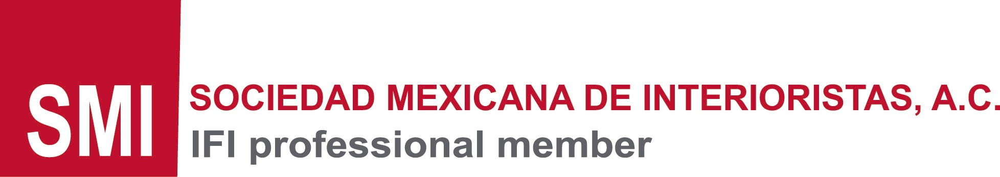 SMI
SOCIEDAD MEXICANA DE INTERIORISTAS, A.C.
IFI professional member